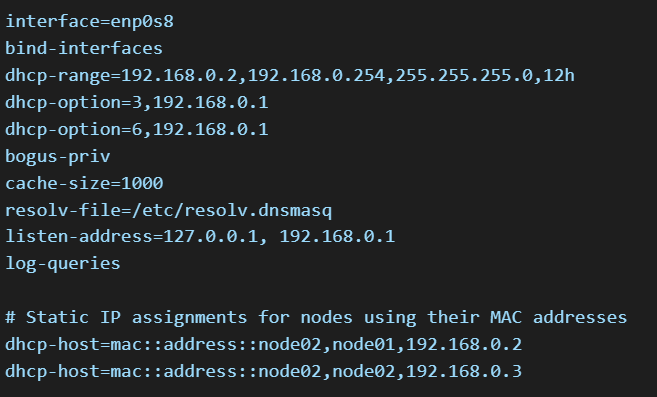 interface=enp0s8
bind-interfaces
dhcp-range=192.168.0.2,192.168.0.254,255.255.255.0,12h
dhcp-option=3,192.168.0.1
dhcp-option=6,192.168.0.1
bogus-priv
cache-size=1000
resolv-file=/etc/resolv.dnsmasq
listen-address=127.0.0.1, 192.168.0.1
log-queries
# Static IP assignments for nodes using their MAC addresses
dhcp-host=mac::address::node02,node01,192.168.0.2
dhcp-host=mac::address::node02,node02,192.168.0.3